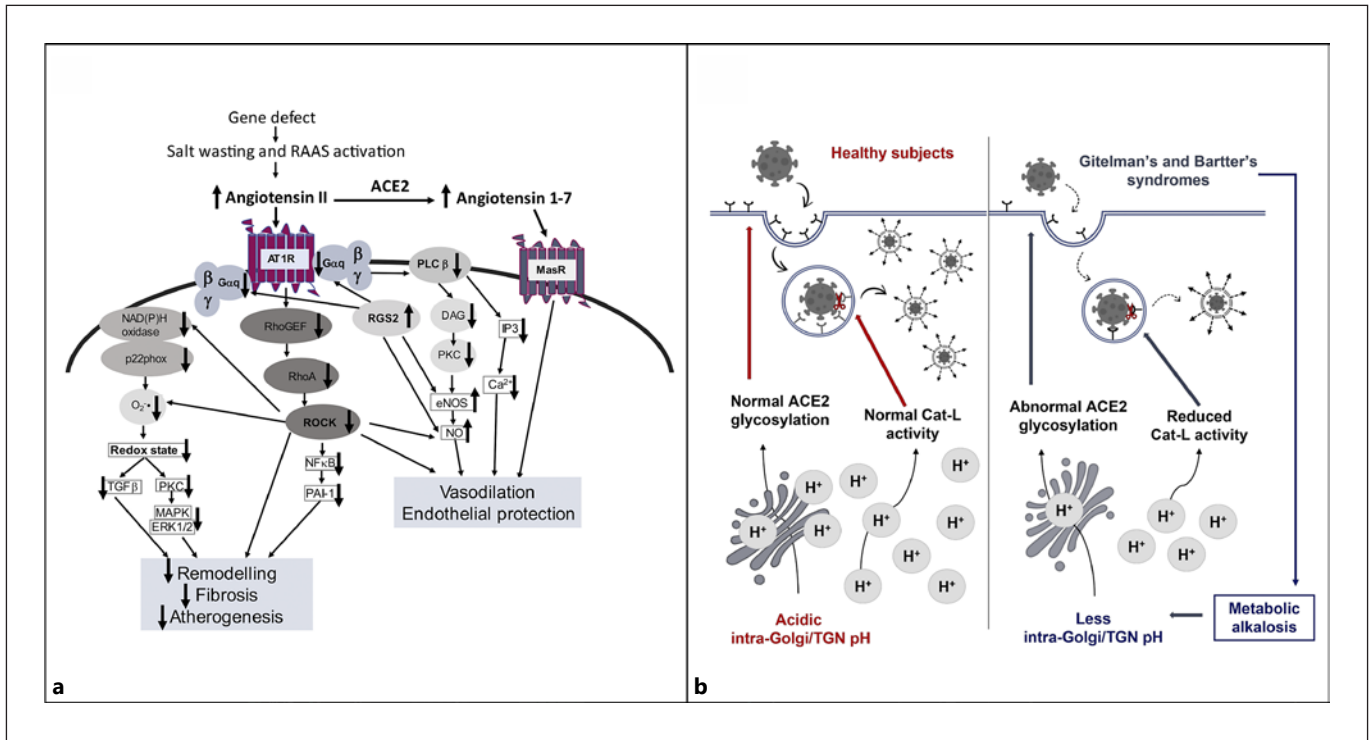 Gene defect
Salt wasting and RAAS activation
Angiotensin II
ACE2
Angiotensin 1-7
AT1R
β
Gαq
γ
Gαq
β
γ
PLC β
MasR
NAD(P)H
oxidase
p22phox
O₂⁻•
Redox state
TGFβ
PKC
MAPK
ERK1/2
RhoGEF
RhoA
ROCK
NFκB
PAI-1
RGS2
DAG
PKC
eNOS
NO
IP3
Ca²⁺
Vasodilation
Endothelial protection
Remodelling
Fibrosis
Atherogenesis
a
Healthy subjects
Normal ACE2
glycosylation
Normal Cat-L
activity
H⁺
H⁺
H⁺
H⁺
H⁺
H⁺
H⁺
H⁺
H⁺
H⁺
Acidic
intra-Golgi/TGN pH
Gitelman's and Bartter's
syndromes
Abnormal ACE2
glycosylation
Reduced
Cat-L activity
H⁺
H⁺
H⁺
H⁺
H⁺
Less
intra-Golgi/TGN pH
Metabolic
alkalosis
b